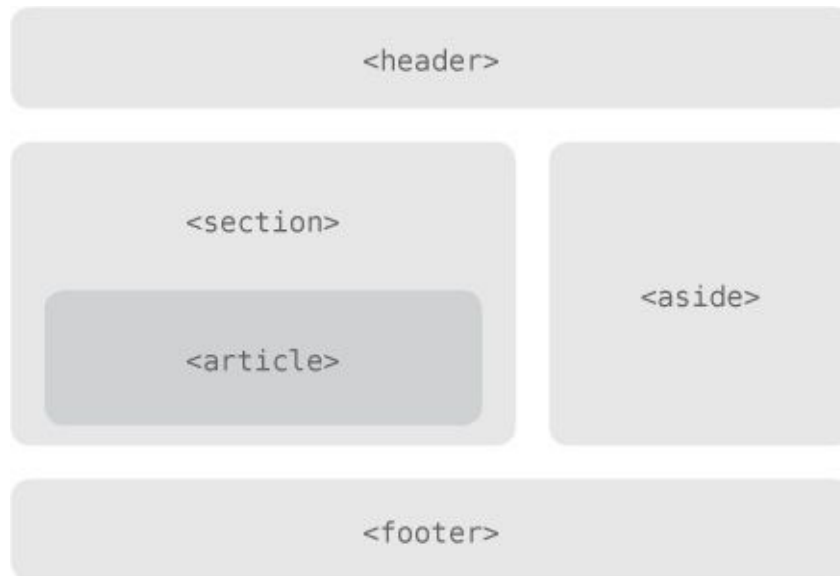 <header>
<section>
<article>
<aside>
<footer>